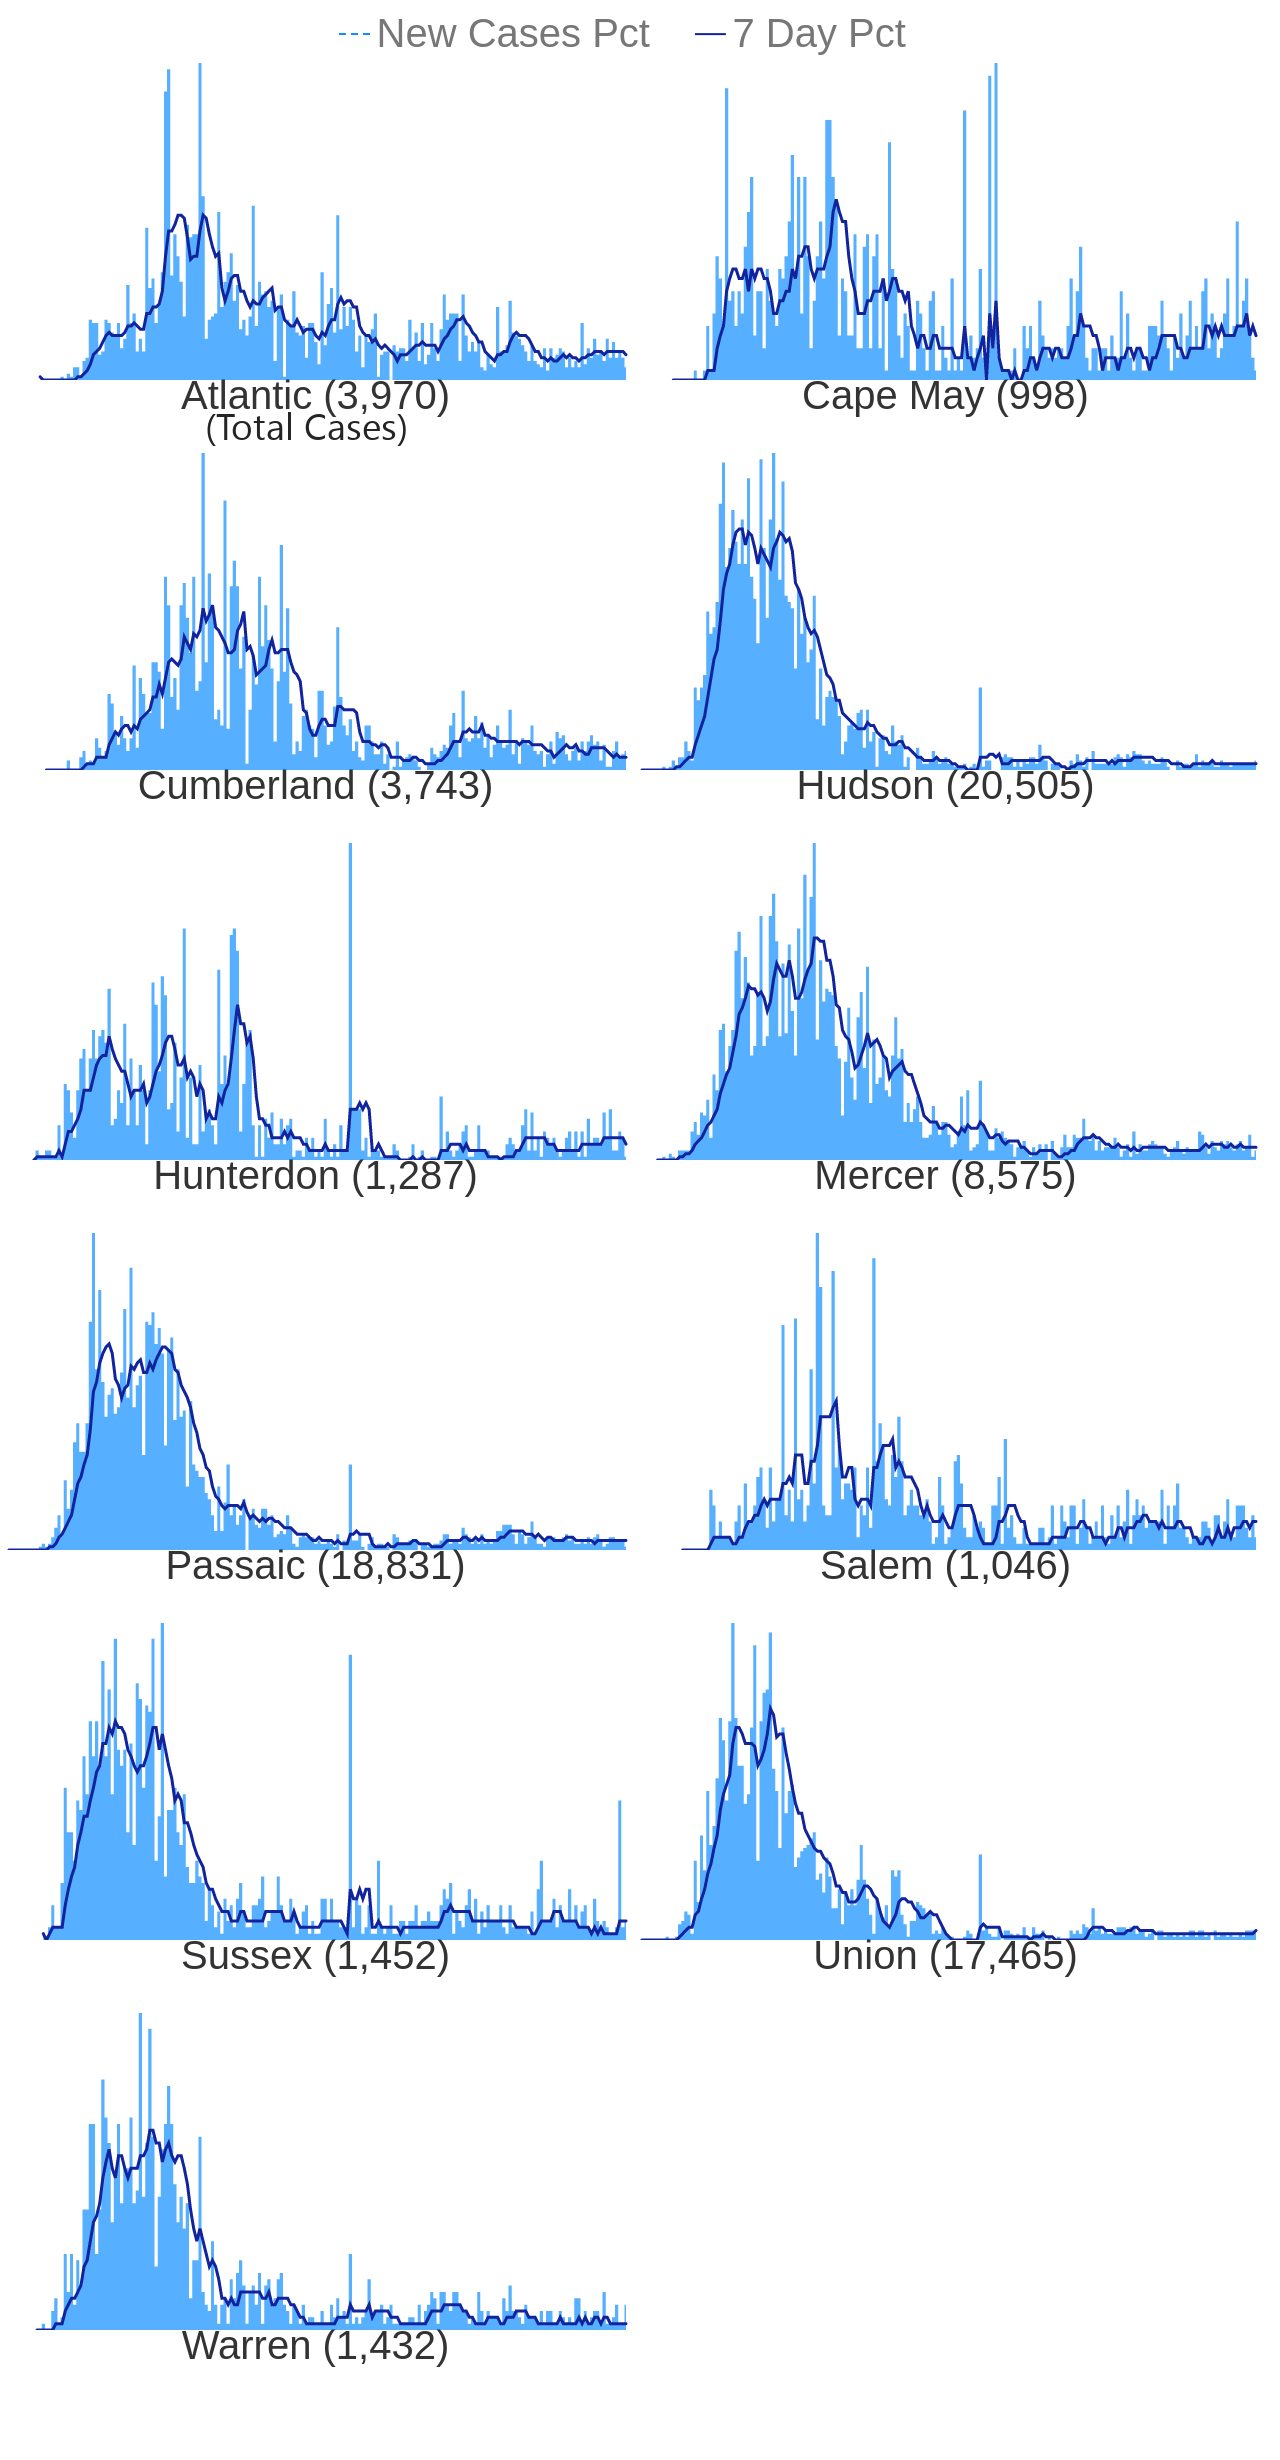 New Cases Pct 7 Day Pct
Atlantic (3,970)
(Total Cases)
Cape May (998)
Cumberland (3,743)
Hudson (20,505)
Hunterdon (1,287)
Mercer (8,575)
Passaic (18,831)
Salem (1,046)
Sussex (1,452)
Union (17,465)
Warren (1,432)